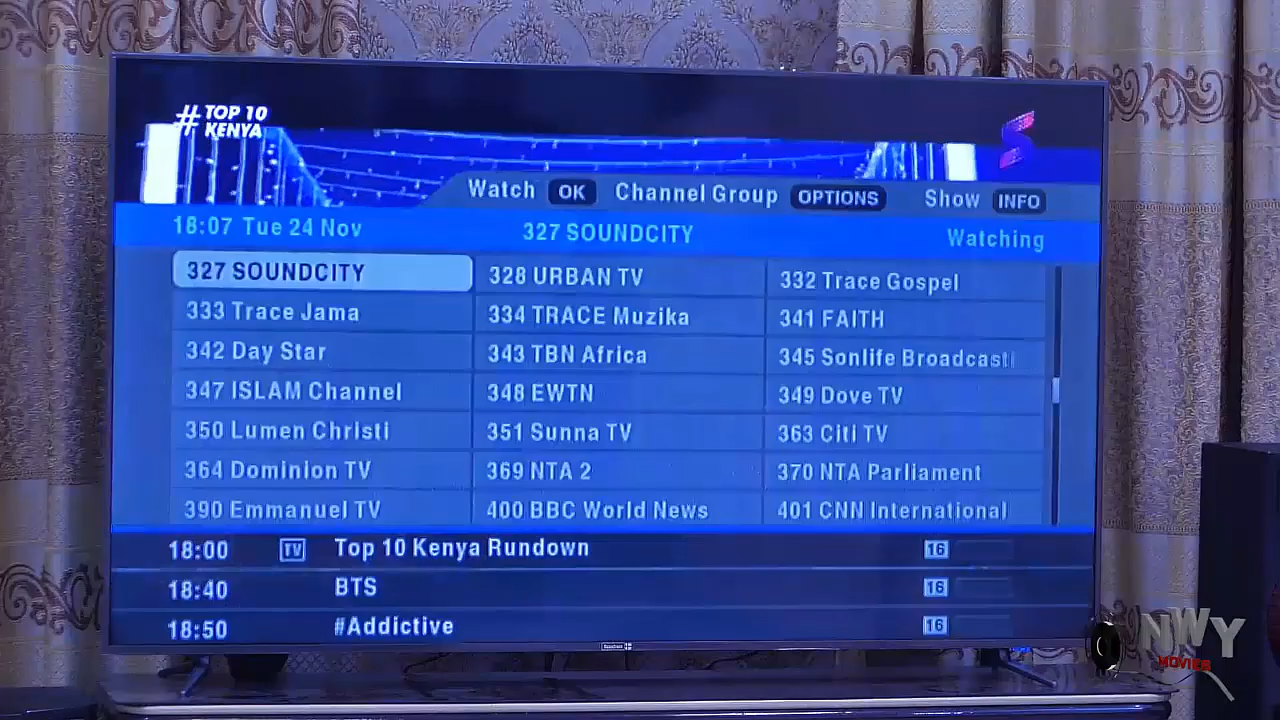 # TOP 10
KENYA
Watch OK Channel Group OPTIONS Show INFO
18:07 Tue 24 Nov 327 SOUNDCITY Watching
327 SOUNDCITY 328 URBAN TV 332 Trace Gospel
333 Trace Jama 334 TRACE Muzika 341 FAITH
342 Day Star 343 TBN Africa 345 Sonlife Broadcasti
347 ISLAM Channel 348 EWTN 349 Dove TV
350 Lumen Christi 351 Sunna TV 363 Citi TV
364 Dominion TV 369 NTA 2 370 NTA Parliament
390 Emmanuel TV 400 BBC World News 401 CNN International
18:00 TV Top 10 Kenya Rundown 16
18:40 BTS 16
18:50 #Addictive 16
NWY
MOVIES